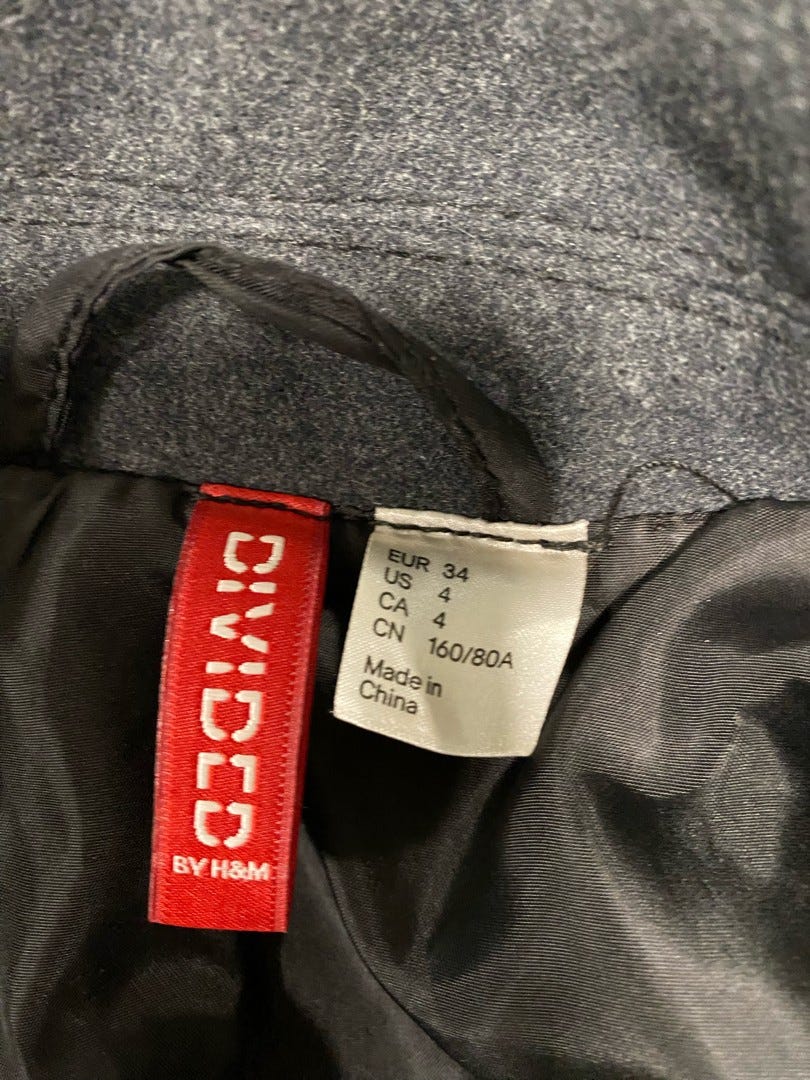 DIVIDED
BY H&M
EUR 34
US 4
CA 4
CN 160/80A
Made in
China